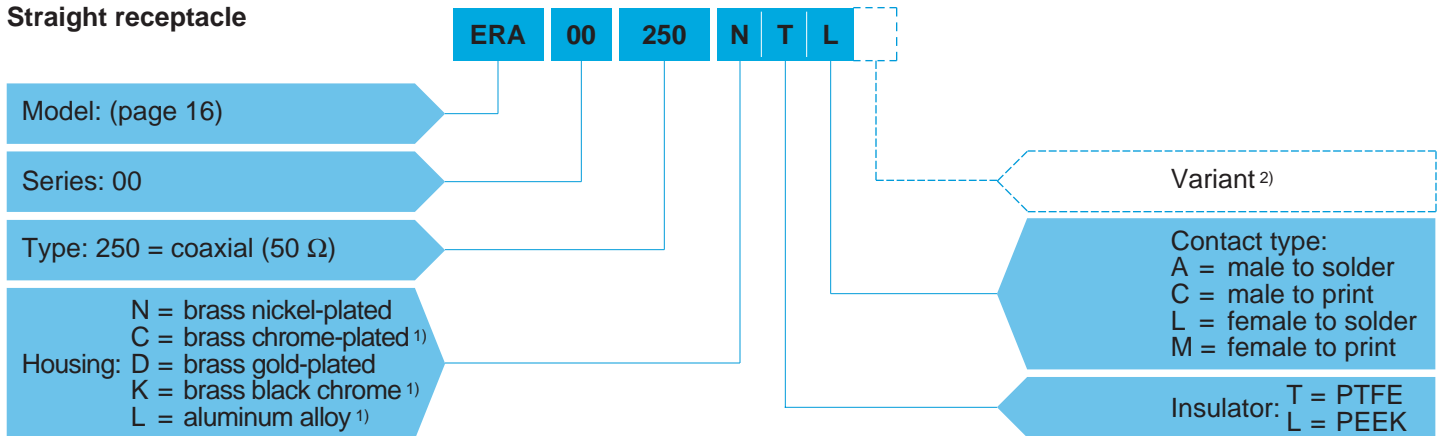 Straight receptacle
ERA 00 250 N T L
Model: (page 16)
Series: 00
Type: 250 = coaxial (50 Ω)
Housing:
N = brass nickel-plated
C = brass chrome-plated 1)
D = brass gold-plated
K = brass black chrome 1)
L = aluminum alloy 1)
Variant 2)
Contact type:
A = male to solder
C = male to print
L = female to solder
M = female to print
Insulator:
T = PTFE
L = PEEK